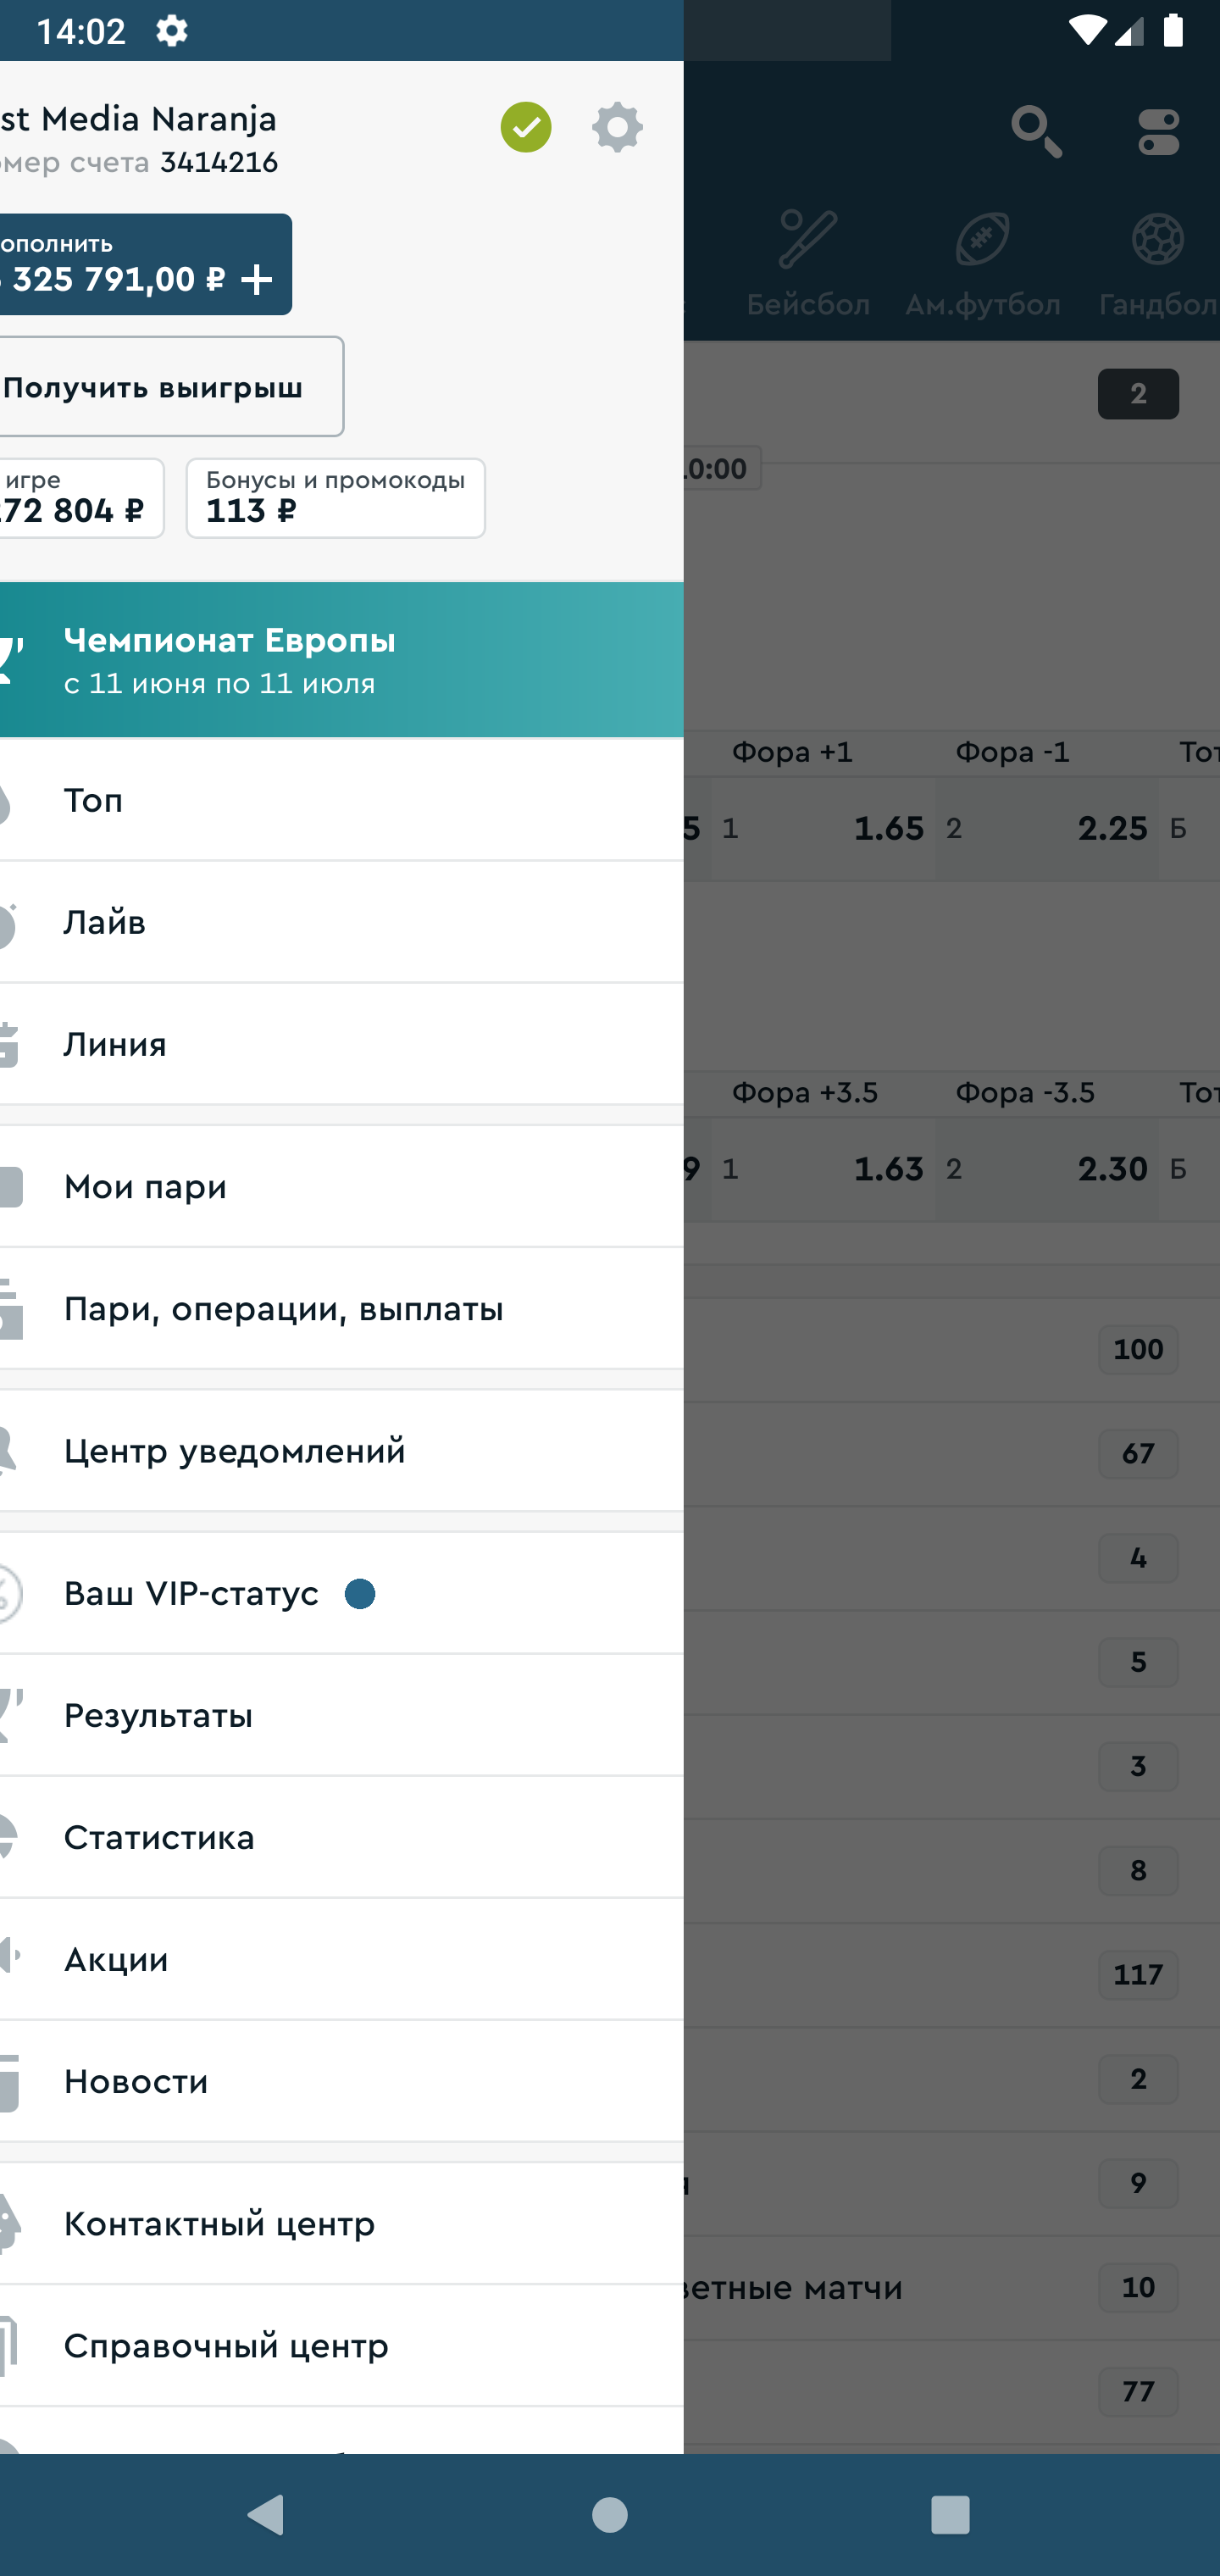 14:02
st Media Naranja
мер счета 3414216
ополнить
325 791,00 ₽
Получить выигрыш
игре
72 804 ₽
Бонусы и промокоды
113 ₽
Чемпионат Европы
с 11 июня по 11 июля
Топ
Лайв
Линия
Мои пари
Пари, операции, выплаты
Центр уведомлений
Ваш VIP-статус
Результаты
Статистика
Акции
Новости
Контактный центр
Справочный центр
Бейсбол
Ам.футбол
Гандбол
2
0:00
Фора +1
Фора -1
Тот
5
1
1.65
2
2.25
Б
Фора +3.5
Фора -3.5
Тот
9
1
1.63
2
2.30
Б
100
67
4
5
3
8
117
2
я
9
ветные матчи
10
77